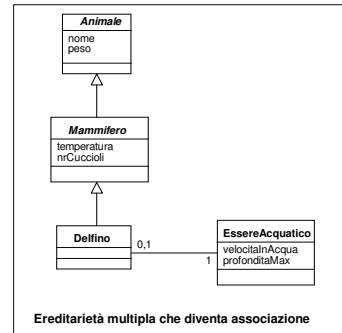 Animale
nome
peso
Mammifero
temperatura
nrCuccioli
Delfino
0,1
1
EssereAcquatico
velocitaInAcqua
profonditaMax
Ereditarietà multipla che diventa associazione